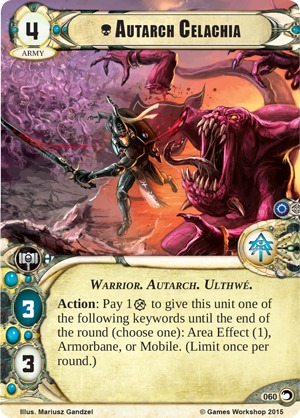 4
AUTARCH CELACHIA
ARMY
WARRIOR. AUTARCH. ULTHWÉ.
3
Action: Pay 1 to give this unit one of
the following keywords until the end of
the round (choose one): Area Effect (1),
Armorbane, or Mobile. (Limit once per
round.)
3
060
Illus. Mariusz Gandzel
© Games Workshop 2015